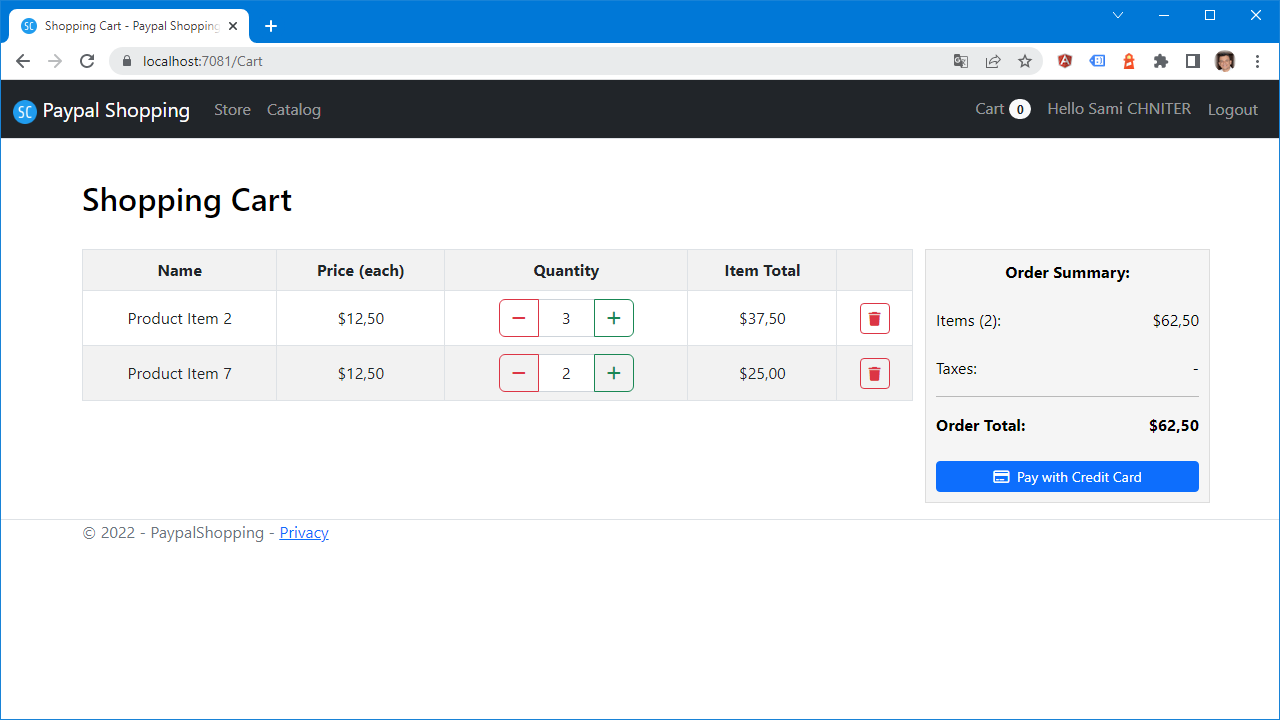 Shopping Cart - Paypal Shopping
localhost:7081/Cart
SC Paypal Shopping Store Catalog Cart 0 Hello Sami CHNITER Logout
Shopping Cart
Name Price (each) Quantity Item Total
Product Item 2 $12,50 3 $37,50
Product Item 7 $12,50 2 $25,00
Order Summary:
Items (2): $62,50
Taxes: -
Order Total: $62,50
Pay with Credit Card
© 2022 - PaypalShopping - Privacy